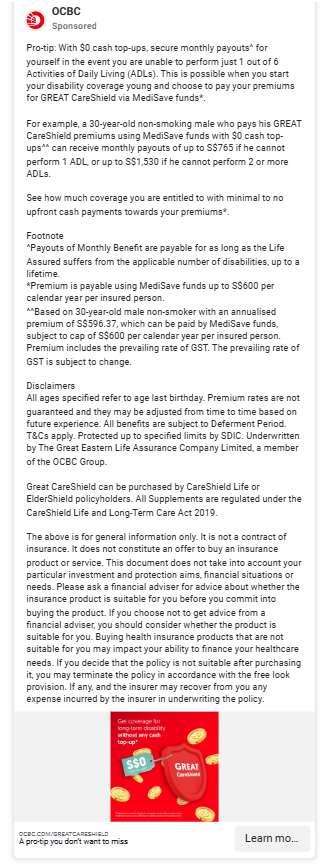 OCBC
Sponsored
Pro-tip: With $0 cash top-ups, secure monthly payouts^ for
yourself in the event you are unable to perform just 1 out of 6
Activities of Daily Living (ADLs). This is possible when you start
your disability coverage young and choose to pay your premiums
for GREAT CareShield via MediSave funds*.
For example, a 30-year-old non-smoking male who pays his GREAT
CareShield premiums using MediSave funds with $0 cash top-
ups^^ can receive monthly payouts of up to S$765 if he cannot
perform 1 ADL, or up to S$1,530 if he cannot perform 2 or more
ADLs.
See how much coverage you are entitled to with minimal to no
upfront cash payments towards your premiums*.
Footnote
^Payouts of Monthly Benefit are payable for as long as the Life
Assured suffers from the applicable number of disabilities, up to a
lifetime.
*Premium is payable using MediSave funds up to S$600 per
calendar year per insured person.
^^Based on 30-year-old male non-smoker with an annualised
premium of S$596.37, which can be paid by MediSave funds,
subject to cap of S$600 per calendar year per insured person.
Premium includes the prevailing rate of GST. The prevailing rate of
GST is subject to change.
Disclaimers
All ages specified refer to age last birthday. Premium rates are not
guaranteed and they may be adjusted from time to time based on
future experience. All benefits are subject to Deferment Period.
T&Cs apply. Protected up to specified limits by SDIC. Underwritten
by The Great Eastern Life Assurance Company Limited, a member
of the OCBC Group.
Great CareShield can be purchased by CareShield Life or
ElderShield policyholders. All Supplements are regulated under the
CareShield Life and Long-Term Care Act 2019.
The above is for general information only. It is not a contract of
insurance. It does not constitute an offer to buy an insurance
product or service. This document does not take into account your
particular investment and protection aims, financial situations or
needs. Please ask a financial adviser for advice about whether the
insurance product is suitable for you before you commit into
buying the product. If you choose not to get advice from a
financial adviser, you should consider whether the product is
suitable for you. Buying health insurance products that are not
suitable for you may impact your ability to finance your healthcare
needs. If you decide that the policy is not suitable after purchasing
it, you may terminate the policy in accordance with the free look
provision. If any, and the insurer may recover from you any
expense incurred by the insurer in underwriting the policy.
Get coverage for
long-term disability
without any cash
top-up*
S$0
GREAT
CareShield
OCBC.COM/GREATCARESHIELD
A pro-tip you don't want to miss
Learn mo...